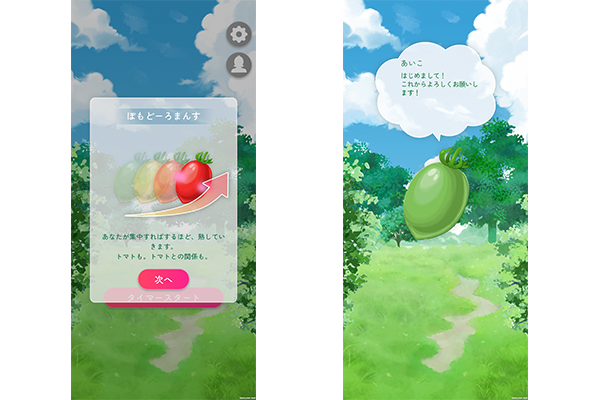 ぽもどーろまんす
あなたが集中すればするほど、熟してい
きます。
トマトも。トマトとの関係も。
次へ
タイマースタート
あいこ
はじめまして！
これからよろしくお願いし
ます！